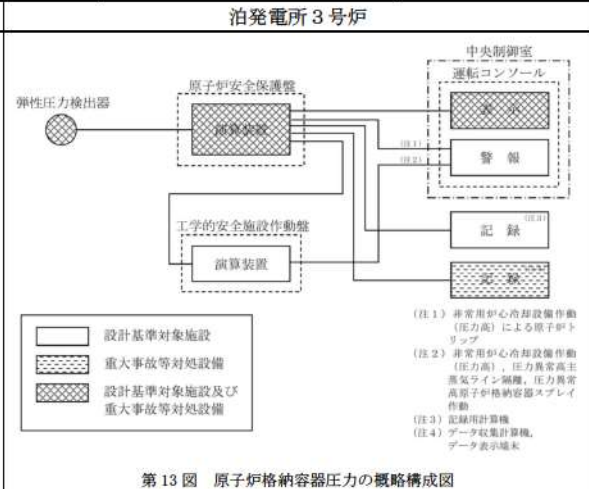 泊発電所３号炉
中央制御室
運転コンソール
原子炉安全保護盤
弾性圧力検出器
演算装置
表 示
(注1)
(注2)
警 報
工学的安全施設作動盤
演算装置
(注3)
記 録
記 録
設計基準対象施設
重大事故等対処設備
設計基準対象施設及び
重大事故等対処設備
(注1) 非常用炉心冷却設備作動
(圧力高) による原子炉ト
リップ
(注2) 非常用炉心冷却設備作動
(圧力高), 圧力異常高主
蒸気ライン隔離, 圧力異常
高原子炉格納容器スプレイ
作動
(注3) 記録用計算機
(注4) データ収集計算機,
データ表示端末
第 13 図 原子炉格納容器圧力の概略構成図